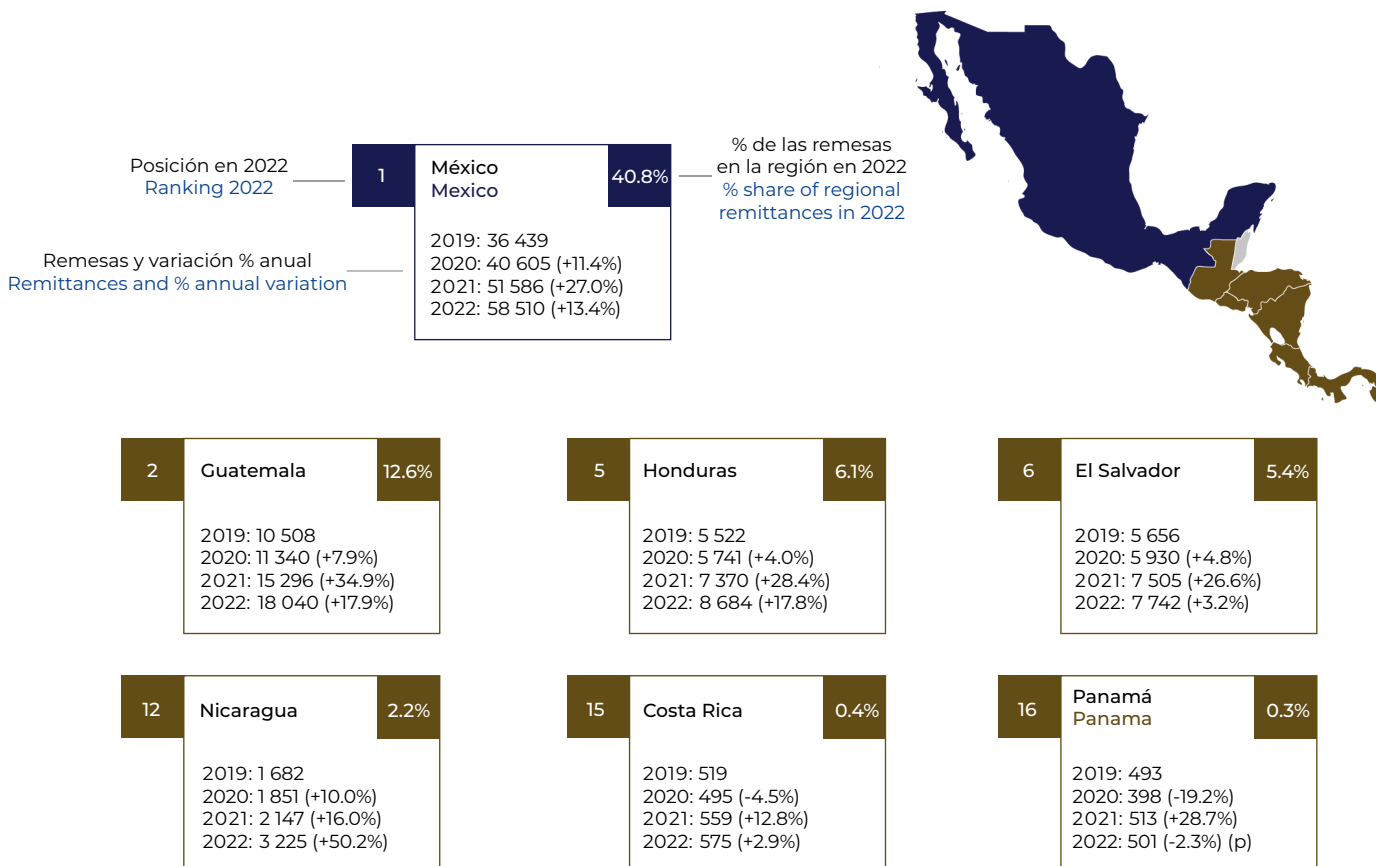 Posición en 2022
Ranking 2022
1
México
Mexico
40.8%
% de las remesas
en la región en 2022
% share of regional
remittances in 2022
Remesas y variación % anual
Remittances and % annual variation
2019: 36 439
2020: 40 605 (+11.4%)
2021: 51 586 (+27.0%)
2022: 58 510 (+13.4%)
2
Guatemala
12.6%
2019: 10 508
2020: 11 340 (+7.9%)
2021: 15 296 (+34.9%)
2022: 18 040 (+17.9%)
5
Honduras
6.1%
2019: 5 522
2020: 5 741 (+4.0%)
2021: 7 370 (+28.4%)
2022: 8 684 (+17.8%)
6
El Salvador
5.4%
2019: 5 656
2020: 5 930 (+4.8%)
2021: 7 505 (+26.6%)
2022: 7 742 (+3.2%)
12
Nicaragua
2.2%
2019: 1 682
2020: 1 851 (+10.0%)
2021: 2 147 (+16.0%)
2022: 3 225 (+50.2%)
15
Costa Rica
0.4%
2019: 519
2020: 495 (-4.5%)
2021: 559 (+12.8%)
2022: 575 (+2.9%)
16
Panamá
Panama
0.3%
2019: 493
2020: 398 (-19.2%)
2021: 513 (+28.7%)
2022: 501 (-2.3%) (p)